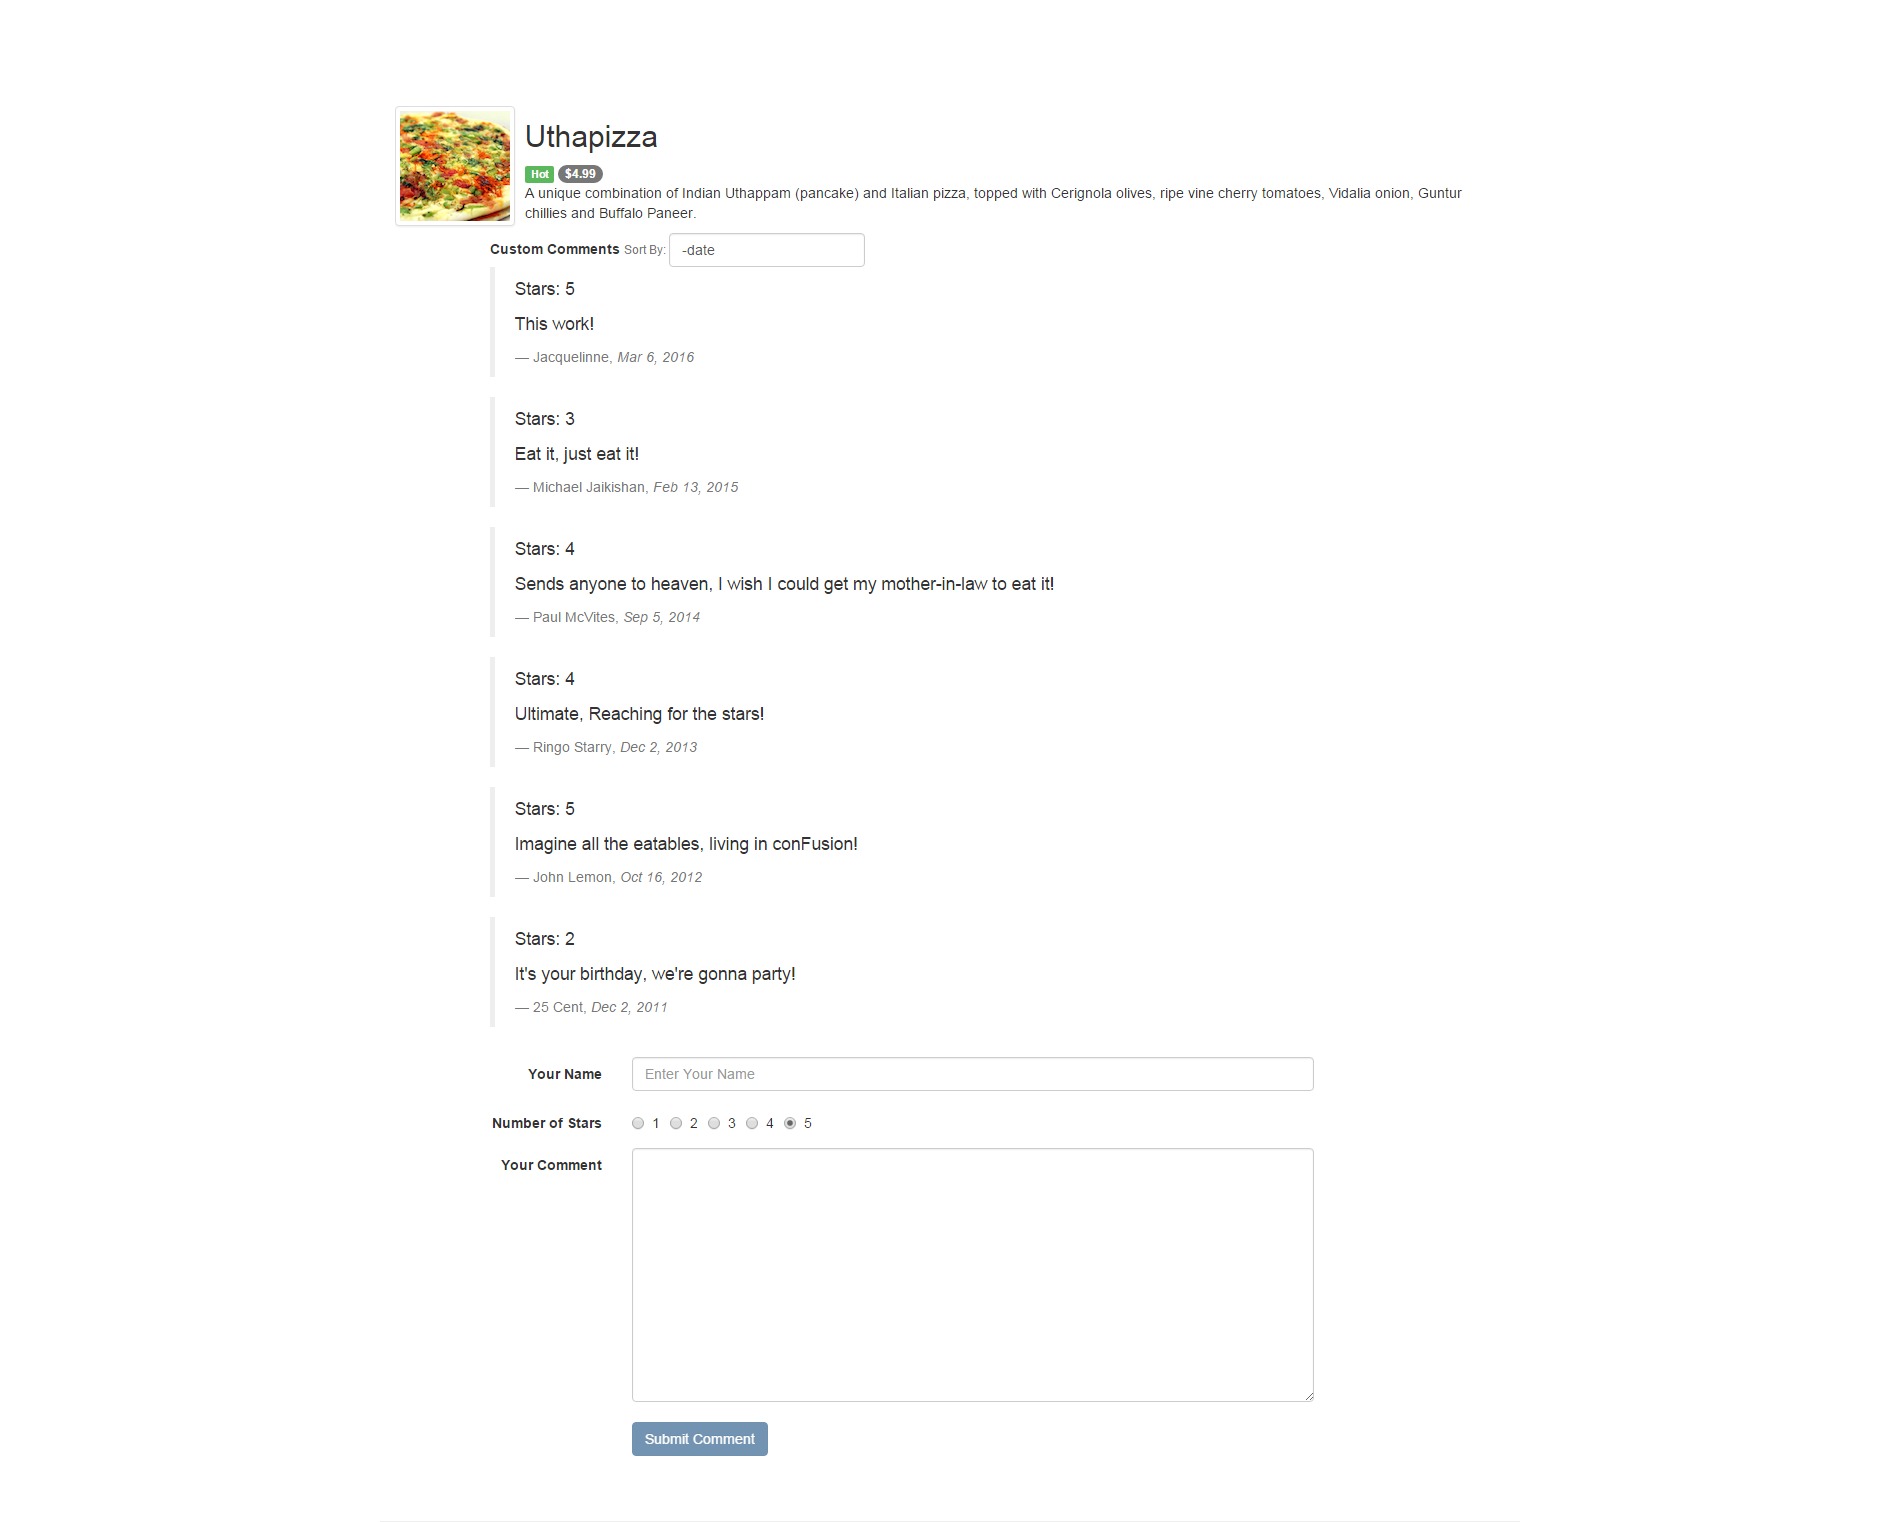 Uthapizza
Hot $4.99
A unique combination of Indian Uthappam (pancake) and Italian pizza, topped with Cerignola olives, ripe vine cherry tomatoes, Vidalia onion, Guntur
chillies and Buffalo Paneer.
Custom Comments Sort By: -date
Stars: 5
This work!
— Jacquelinne, Mar 6, 2016
Stars: 3
Eat it, just eat it!
— Michael Jaikishan, Feb 13, 2015
Stars: 4
Sends anyone to heaven, I wish I could get my mother-in-law to eat it!
— Paul McVites, Sep 5, 2014
Stars: 4
Ultimate, Reaching for the stars!
— Ringo Starry, Dec 2, 2013
Stars: 5
Imagine all the eatables, living in conFusion!
— John Lemon, Oct 16, 2012
Stars: 2
It's your birthday, we're gonna party!
— 25 Cent, Dec 2, 2011
Your Name Enter Your Name
Number of Stars 1 2 3 4 5
Your Comment
Submit Comment